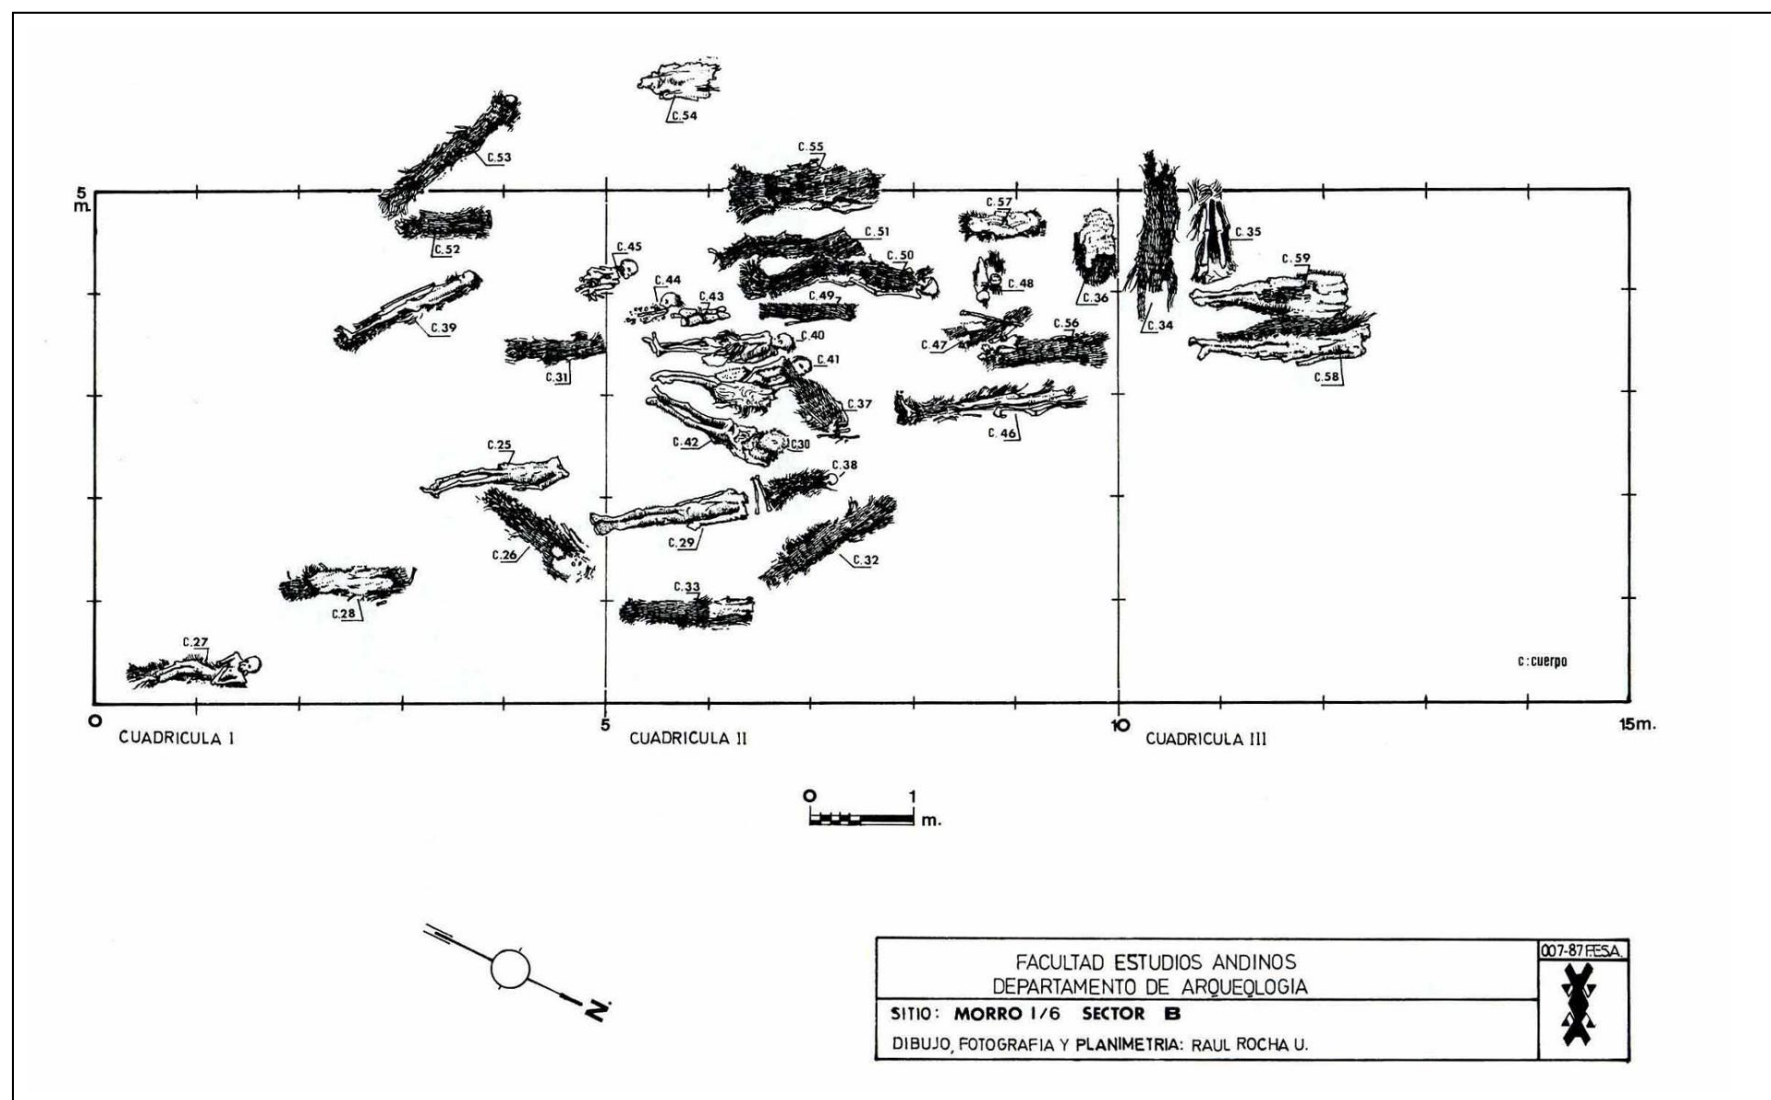 C.54
C.53
C.55
5
m.
C.57
C.52
C.51
C.35
C.45
C.50
C.59
C.44
C.43
C.48
C.49
C.36
C.39
C.34
C.40
C.47
C.56
C.31
C.41
C.58
C.37
C.46
C.42
C30
C.25
C.38
C.26
C.29
C.32
C.33
C.28
C.27
C:CUERPO
0
5
10
15m.
CUADRICULA I
CUADRICULA II
CUADRICULA III
0 1
m.
N.
FACULTAD ESTUDIOS ANDINOS
DEPARTAMENTO DE ARQUEOLOGIA
007-87 F.E.S.A.
SITIO: MORRO 1/6 SECTOR B
DIBUJO, FOTOGRAFIA Y PLANIMETRIA: RAUL ROCHA U.